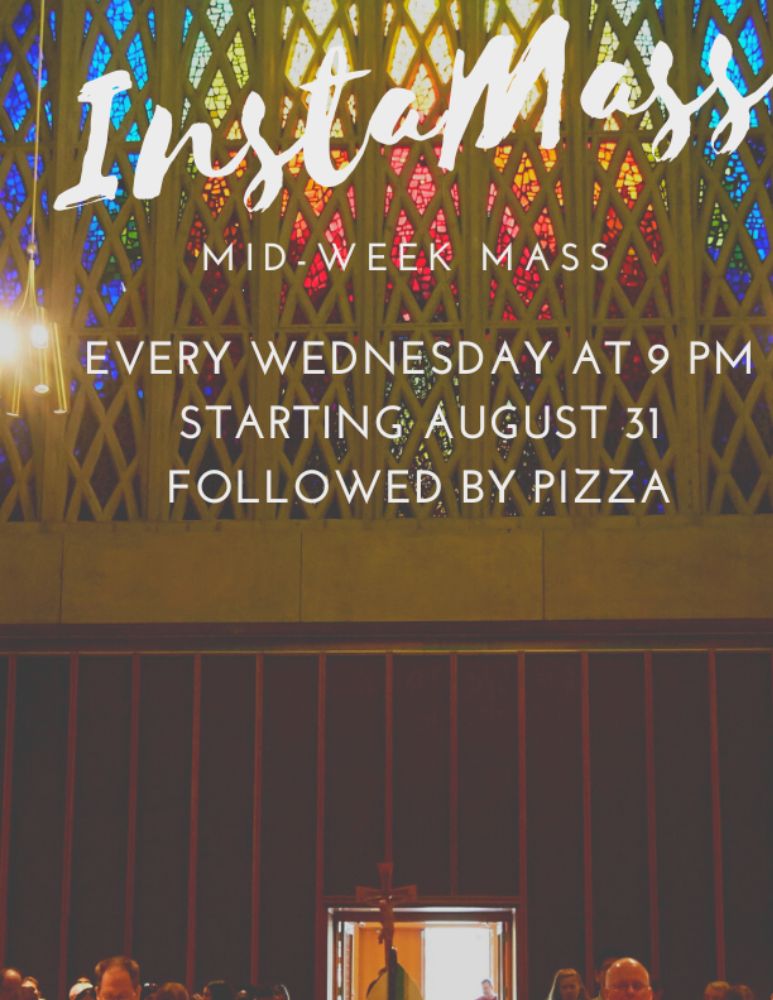 InstaMass
MID-WEEK MASS
EVERY WEDNESDAY AT 9 PM
STARTING AUGUST 31
FOLLOWED BY PIZZA